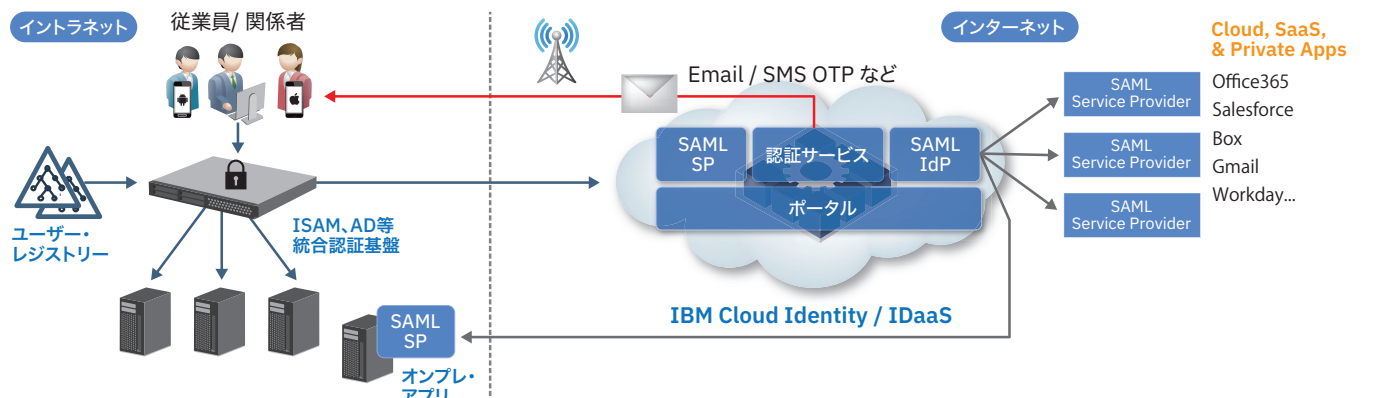 イントラネット
従業員/ 関係者
インターネット
Cloud, SaaS,
& Private Apps
Email / SMS OTP など
SAML
Service Provider
SAML
Service Provider
SAML
Service Provider
Office365
Salesforce
Box
Gmail
Workday...
SAML
SP
認証サービス
SAML
IdP
ポータル
ユーザー・
レジストリー
ISAM、AD等
統合認証基盤
IBM Cloud Identity / IDaaS
SAML
SP
オンプレ・
アプリ